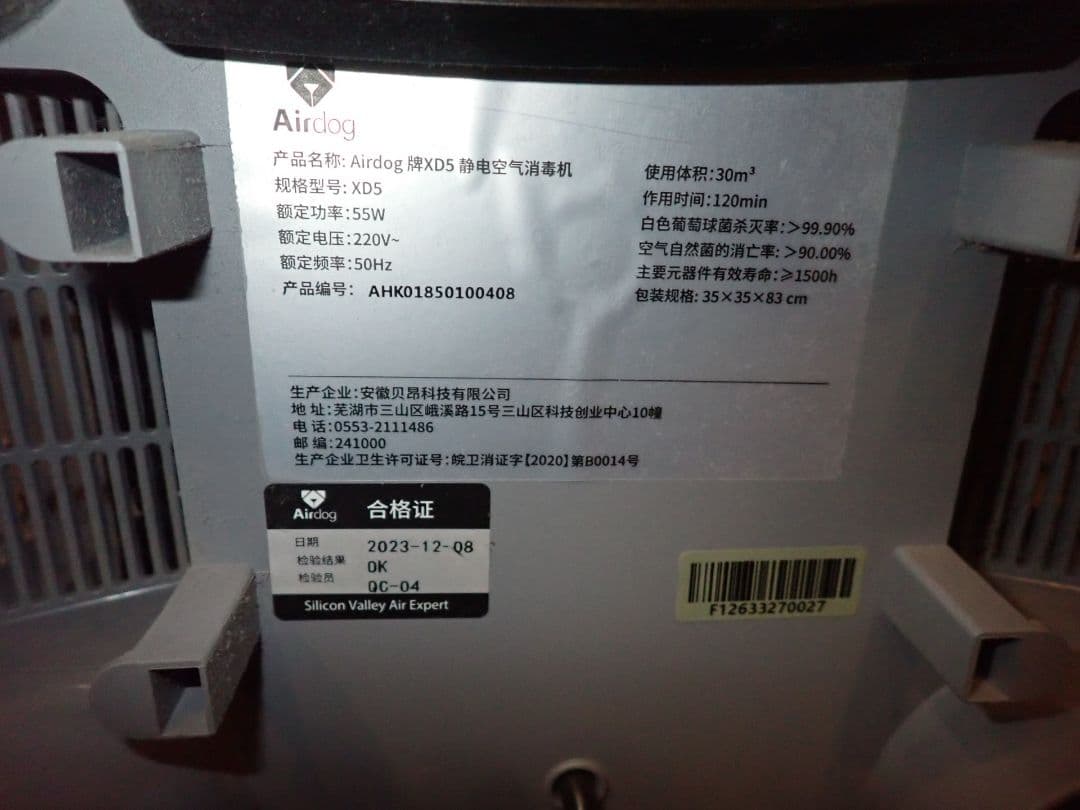 Airdog
产品名称: Airdog 牌XD5 静电空气消毒机
规格型号: XD5
额定功率:55W
额定电压:220V~
额定频率:50Hz
产品编号: AHK01850100408
使用体积:30m³
作用时间:120min
白色葡萄球菌杀灭率:>99.90%
空气自然菌的消亡率:>90.00%
主要元器件有效寿命:≥1500h
包装规格: 35×35×83 cm
生产企业:安徽贝昂科技有限公司
地 址:芜湖市三山区峨溪路15号三山区科技创业中心10幢
电 话:0553-2111486
邮 编:241000
生产企业卫生许可证号:皖卫消证字【2020】第B0014号
Airdog 合格证
日期 2023-12-08
检验结果 OK
检验员 QC-04
Silicon Valley Air Expert
F12633270027